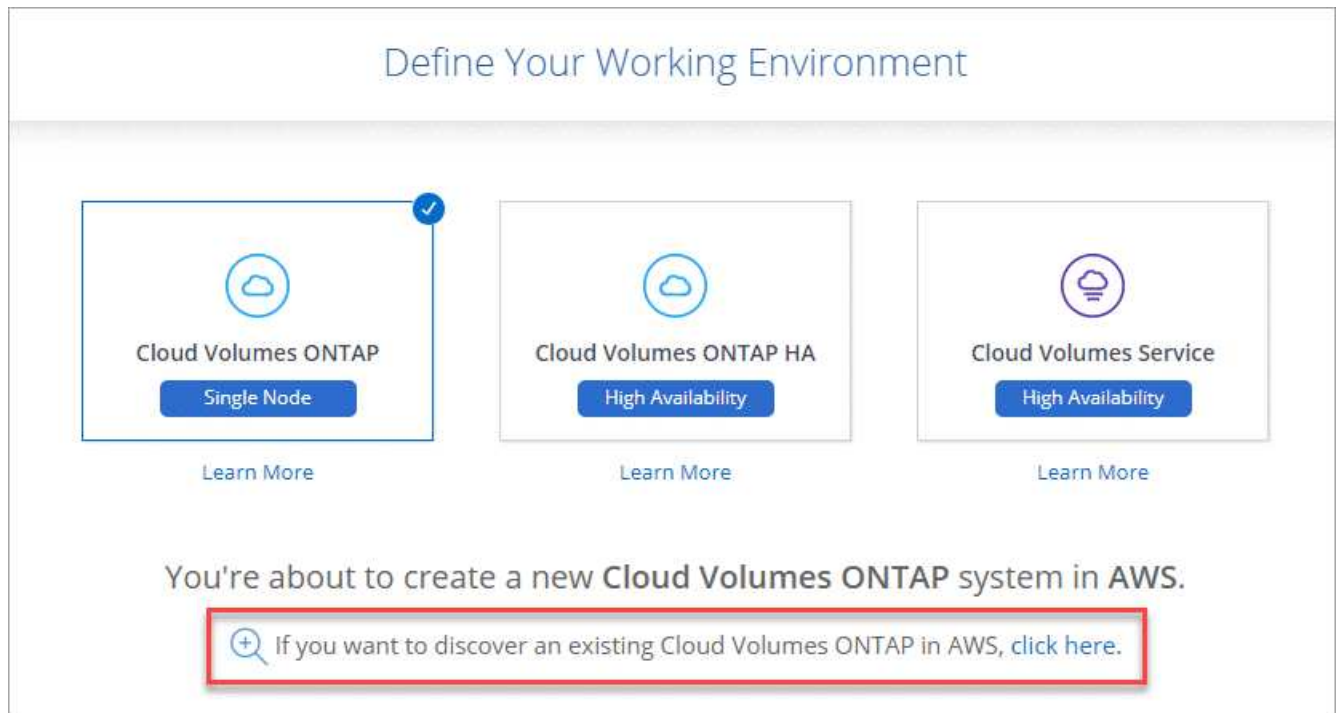 Define Your Working Environment
Cloud Volumes ONTAP
Single Node
Learn More
Cloud Volumes ONTAP HA
High Availability
Learn More
Cloud Volumes Service
High Availability
Learn More
You're about to create a new Cloud Volumes ONTAP system in AWS.
If you want to discover an existing Cloud Volumes ONTAP in AWS, click here.